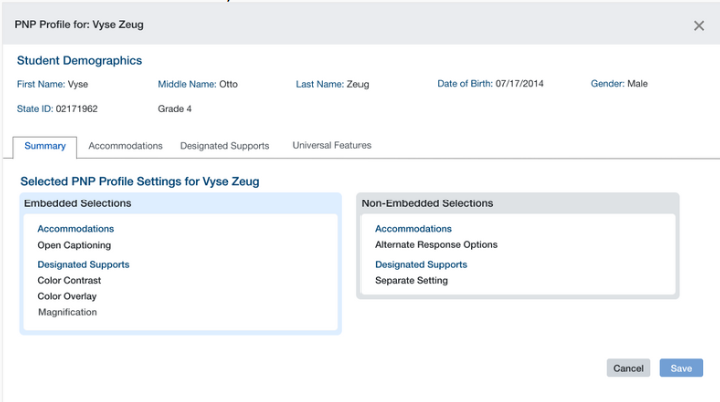 PNP Profile for: Vyse Zeug
Student Demographics
First Name: Vyse Middle Name: Otto Last Name: Zeug Date of Birth: 07/17/2014 Gender: Male
State ID: 02171962 Grade 4
Summary Accommodations Designated Supports Universal Features
Selected PNP Profile Settings for Vyse Zeug
Embedded Selections
Accommodations
Open Captioning
Designated Supports
Color Contrast
Color Overlay
Magnification
Non-Embedded Selections
Accommodations
Alternate Response Options
Designated Supports
Separate Setting
Cancel Save